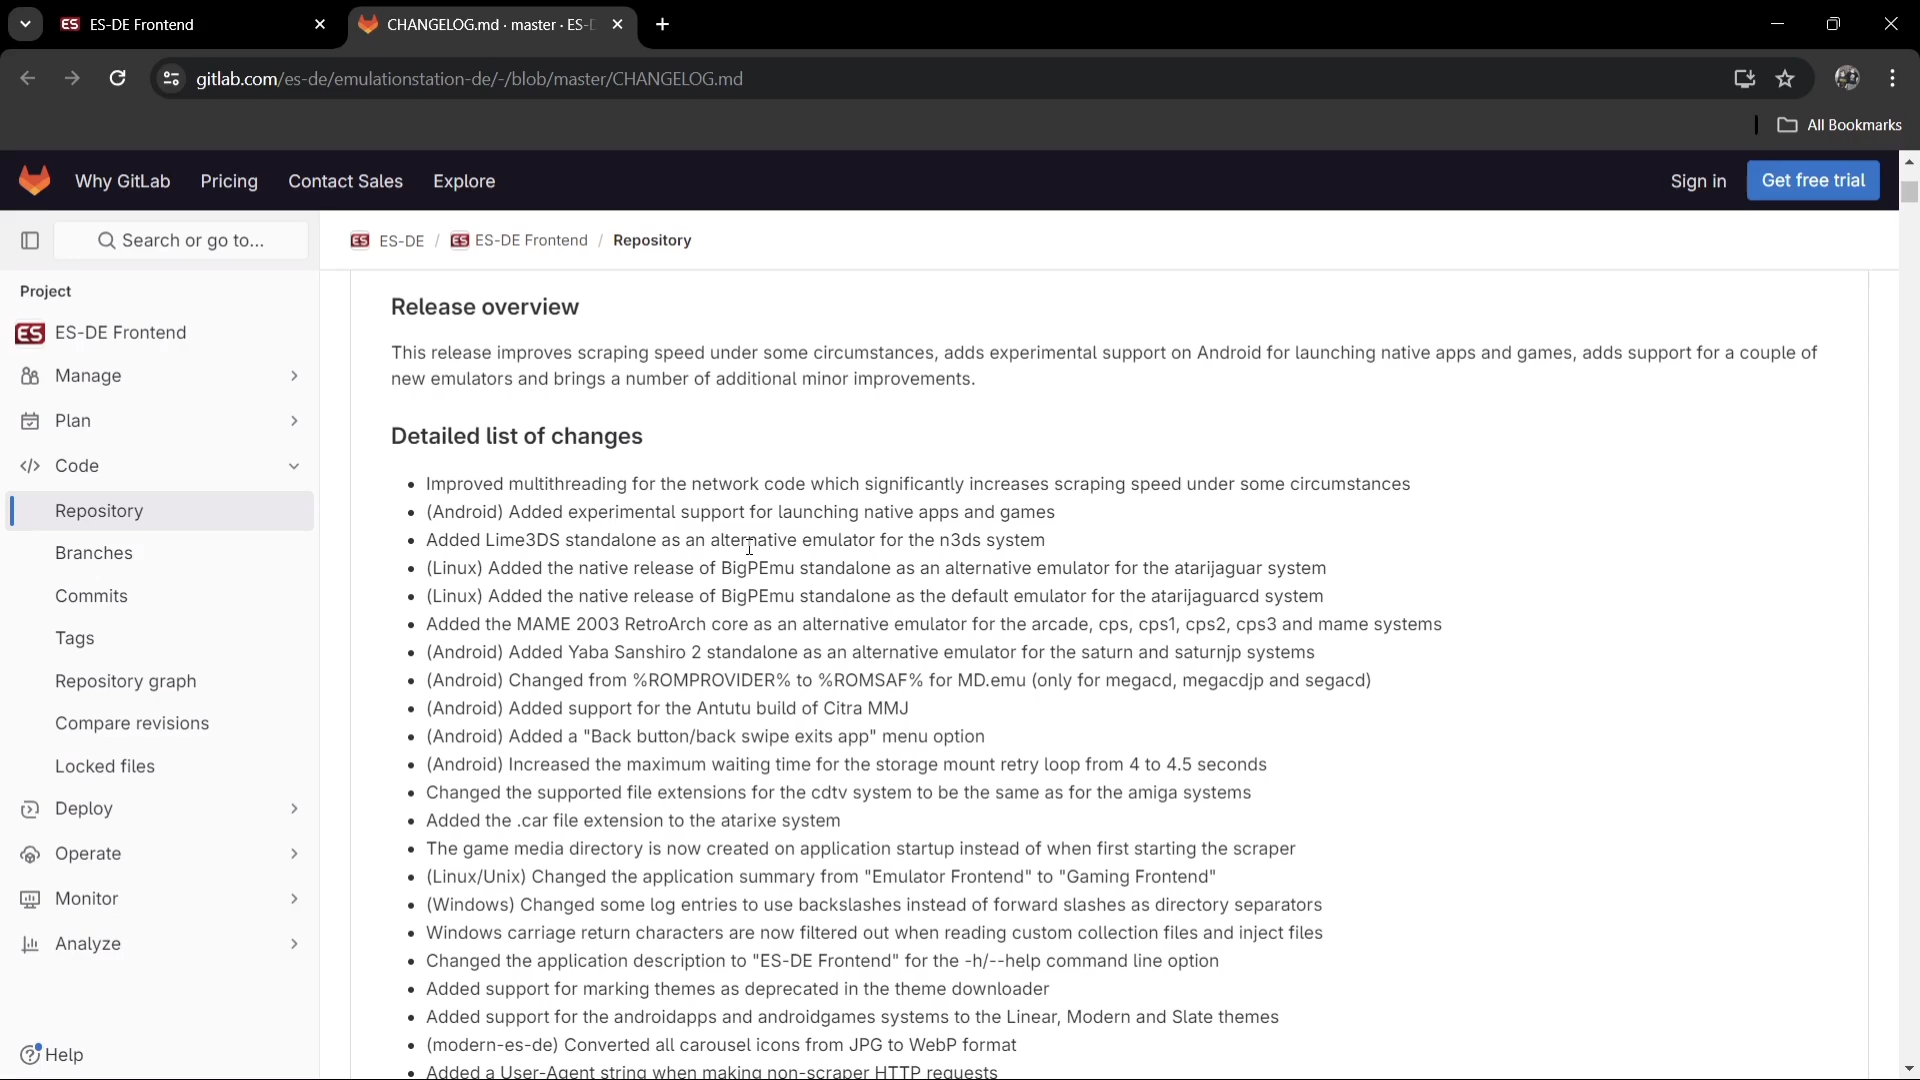 ES ES-DE Frontend
CHANGELOG.md · master · ES-D
gitlab.com/es-de/emulationstation-de/-/blob/master/CHANGELOG.md
All Bookmarks
Why GitLab Pricing Contact Sales Explore Sign in Get free trial
Search or go to...
ES ES-DE / ES ES-DE Frontend / Repository
Project
ES ES-DE Frontend
Manage
Plan
Code
Repository
Branches
Commits
Tags
Repository graph
Compare revisions
Locked files
Deploy
Operate
Monitor
Analyze
Help
Release overview
This release improves scraping speed under some circumstances, adds experimental support on Android for launching native apps and games, adds support for a couple of
new emulators and brings a number of additional minor improvements.
Detailed list of changes
• Improved multithreading for the network code which significantly increases scraping speed under some circumstances
• (Android) Added experimental support for launching native apps and games
• Added Lime3DS standalone as an alternative emulator for the n3ds system
• (Linux) Added the native release of BigPEmu standalone as an alternative emulator for the atarijaguar system
• (Linux) Added the native release of BigPEmu standalone as the default emulator for the atarijaguarcd system
• Added the MAME 2003 RetroArch core as an alternative emulator for the arcade, cps, cps1, cps2, cps3 and mame systems
• (Android) Added Yaba Sanshiro 2 standalone as an alternative emulator for the saturn and saturnjp systems
• (Android) Changed from %ROMPROVIDER% to %ROMSAF% for MD.emu (only for megacd, megacdjp and segacd)
• (Android) Added support for the Antutu build of Citra MMJ
• (Android) Added a "Back button/back swipe exits app" menu option
• (Android) Increased the maximum waiting time for the storage mount retry loop from 4 to 4.5 seconds
• Changed the supported file extensions for the cdtv system to be the same as for the amiga systems
• Added the .car file extension to the atarixe system
• The game media directory is now created on application startup instead of when first starting the scraper
• (Linux/Unix) Changed the application summary from "Emulator Frontend" to "Gaming Frontend"
• (Windows) Changed some log entries to use backslashes instead of forward slashes as directory separators
• Windows carriage return characters are now filtered out when reading custom collection files and inject files
• Changed the application description to "ES-DE Frontend" for the -h/--help command line option
• Added support for marking themes as deprecated in the theme downloader
• Added support for the androidapps and androidgames systems to the Linear, Modern and Slate themes
• (modern-es-de) Converted all carousel icons from JPG to WebP format
• Added a User-Agent string when making non-scraper HTTP requests